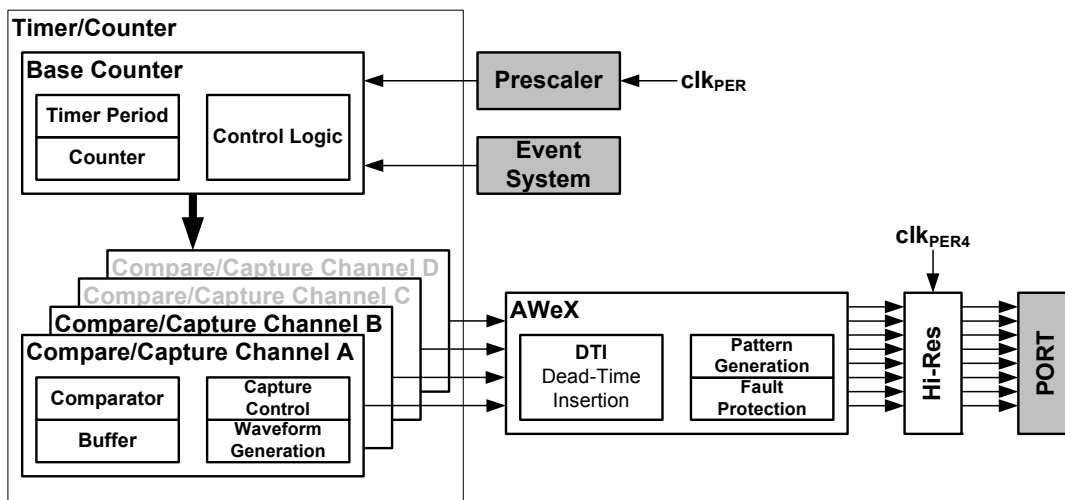 Timer/Counter
Base Counter
Timer Period
Counter
Control Logic
Prescaler
clkPER
Event
System
Compare/Capture Channel D
Compare/Capture Channel C
Compare/Capture Channel B
Compare/Capture Channel A
Comparator
Buffer
Capture
Control
Waveform
Generation
AWeX
DTI
Dead-Time
Insertion
Pattern
Generation
Fault
Protection
clkPER4
Hi-Res
PORT